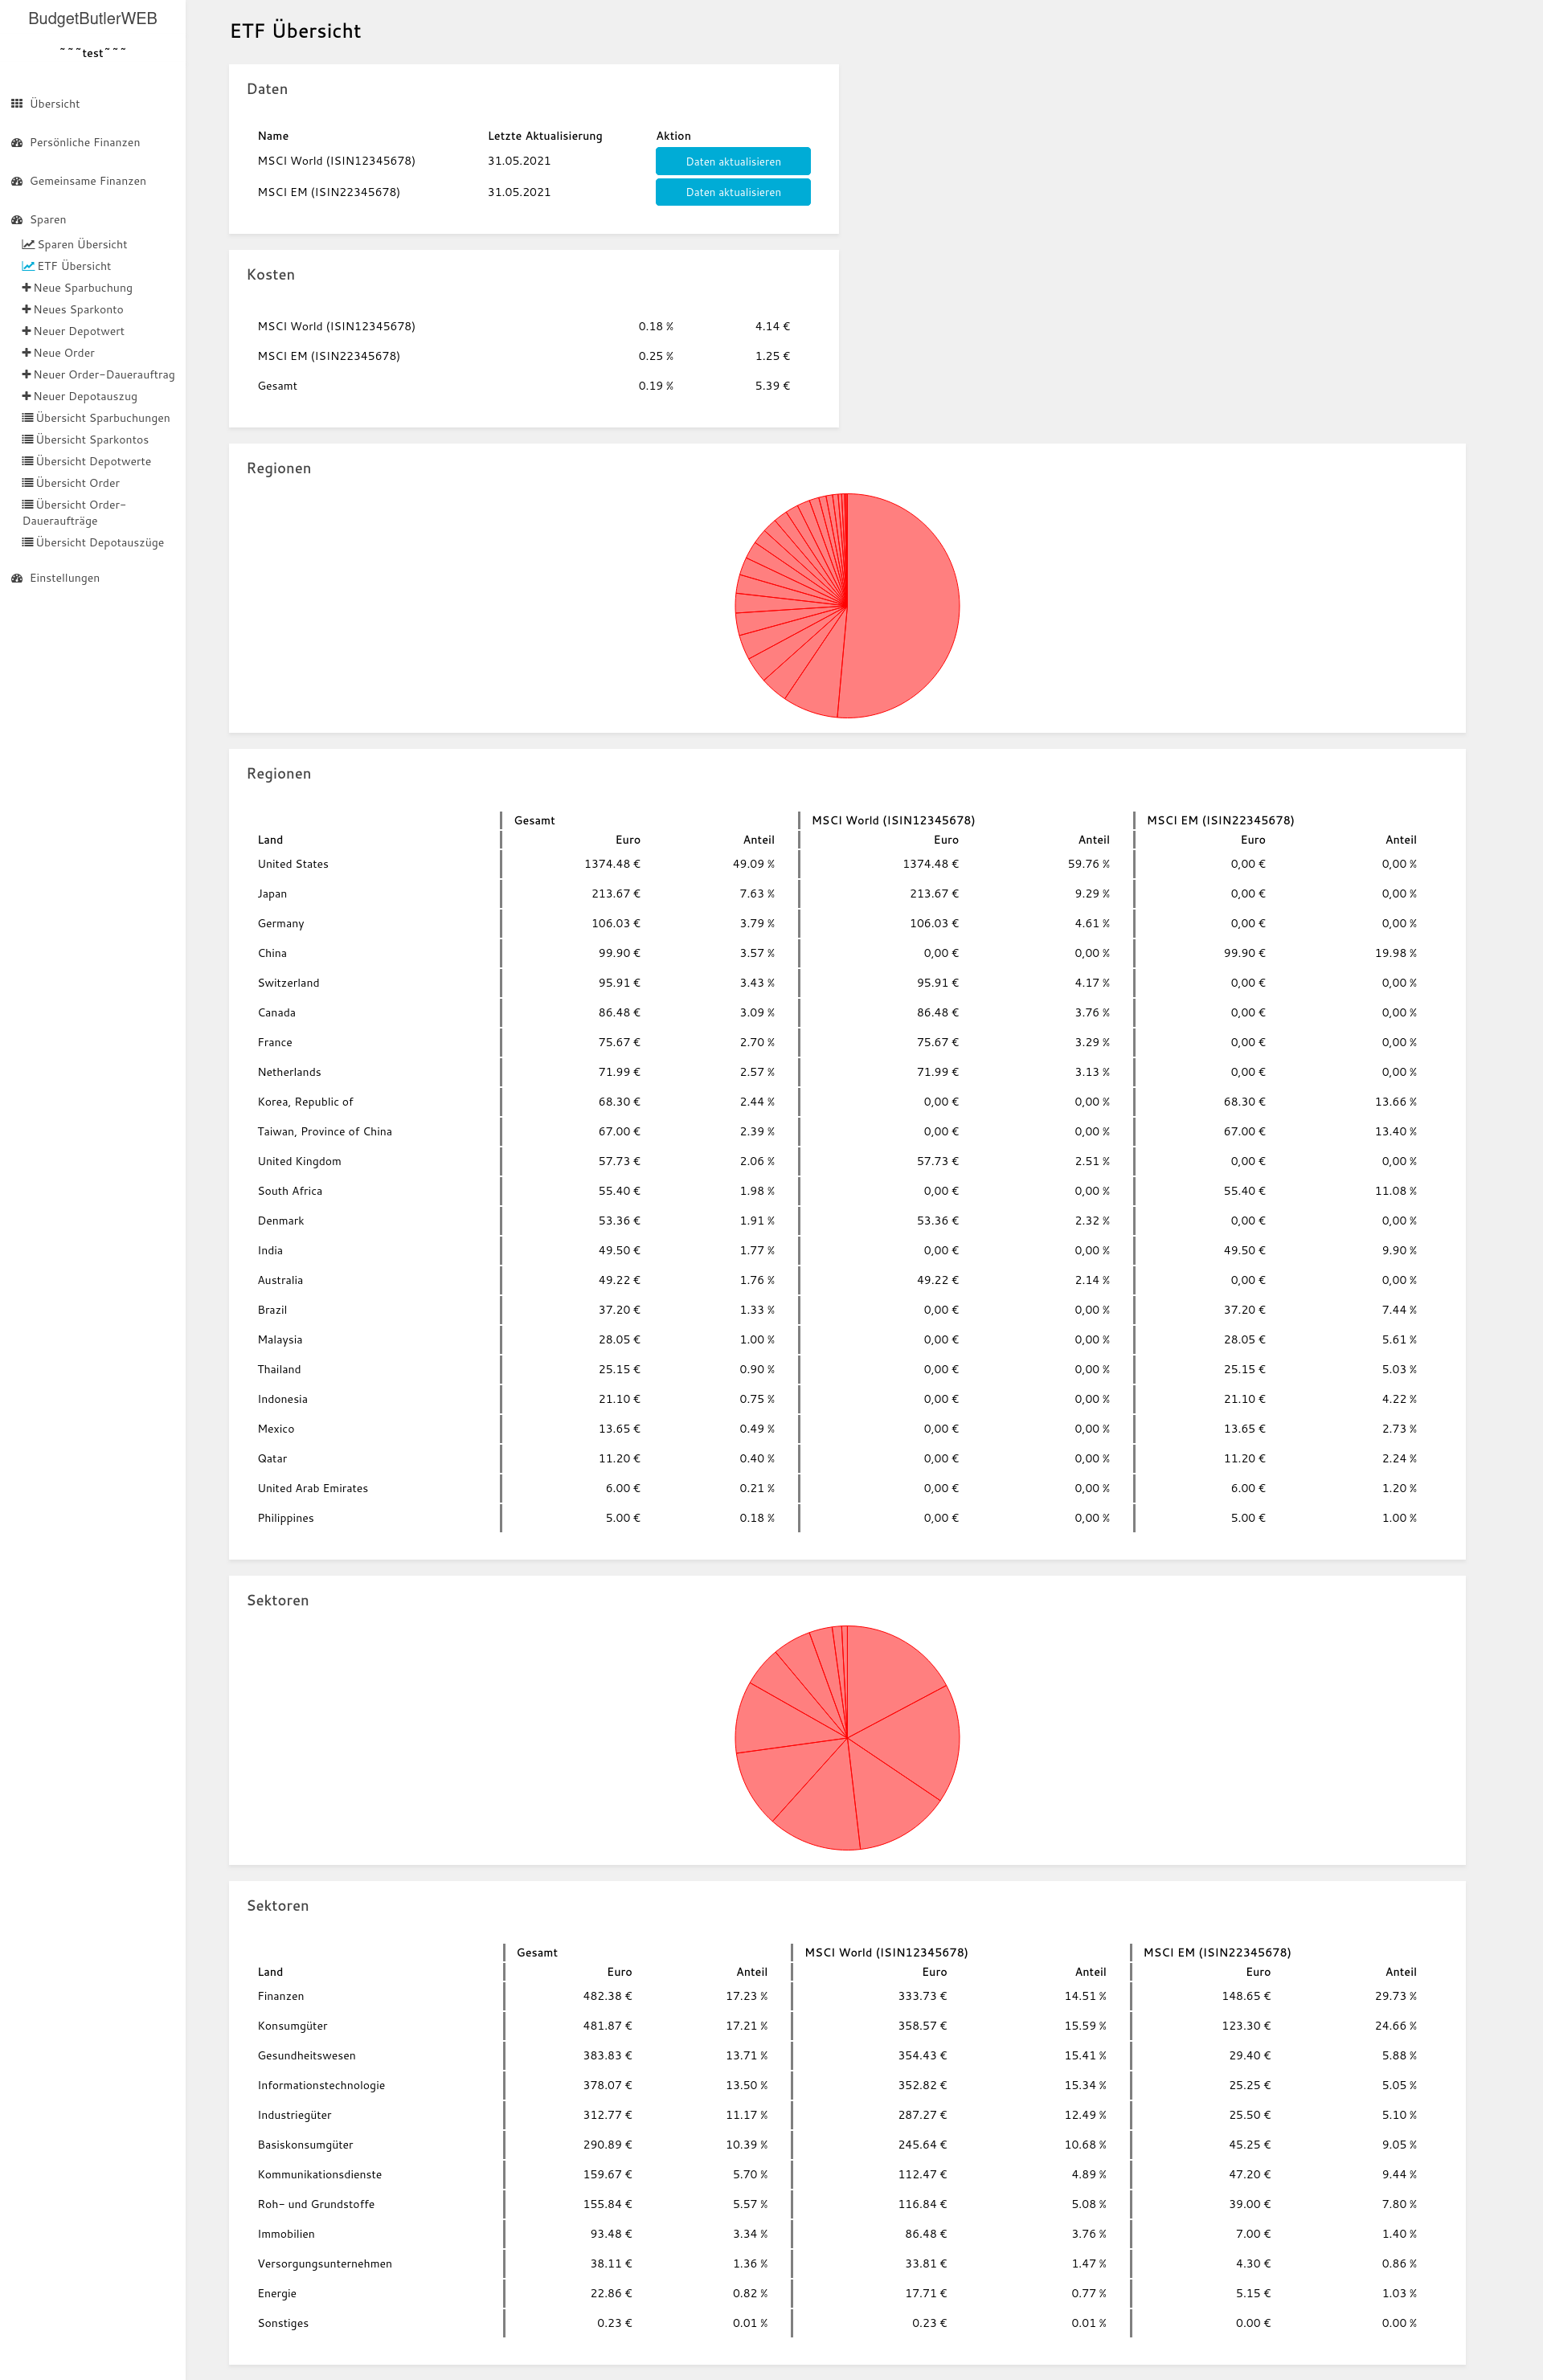 BudgetButlerWEB
~~~test~~~
Übersicht
Persönliche Finanzen
Gemeinsame Finanzen
Sparen
Sparen Übersicht
ETF Übersicht
Neue Sparbuchung
Neues Sparkonto
Neuer Depotwert
Neue Order
Neuer Order-Dauerauftrag
Neuer Depotauszug
Übersicht Sparbuchungen
Übersicht Sparkontos
Übersicht Depotwerte
Übersicht Order
Übersicht Order-
Daueraufträge
Übersicht Depotauszüge
Einstellungen
ETF Übersicht
Daten
Name Letzte Aktualisierung Aktion
MSCI World (ISIN12345678) 31.05.2021 Daten aktualisieren
MSCI EM (ISIN22345678) 31.05.2021 Daten aktualisieren
Kosten
MSCI World (ISIN12345678) 0.18 % 4.14 €
MSCI EM (ISIN22345678) 0.25 % 1.25 €
Gesamt 0.19 % 5.39 €
Regionen
Regionen
Gesamt MSCI World (ISIN12345678) MSCI EM (ISIN22345678)
Land Euro Anteil Euro Anteil Euro Anteil
United States 1374.48 € 49.09 % 1374.48 € 59.76 % 0,00 € 0,00 %
Japan 213.67 € 7.63 % 213.67 € 9.29 % 0,00 € 0,00 %
Germany 106.03 € 3.79 % 106.03 € 4.61 % 0,00 € 0,00 %
China 99.90 € 3.57 % 0,00 € 0,00 % 99.90 € 19.98 %
Switzerland 95.91 € 3.43 % 95.91 € 4.17 % 0,00 € 0,00 %
Canada 86.48 € 3.09 % 86.48 € 3.76 % 0,00 € 0,00 %
France 75.67 € 2.70 % 75.67 € 3.29 % 0,00 € 0,00 %
Netherlands 71.99 € 2.57 % 71.99 € 3.13 % 0,00 € 0,00 %
Korea, Republic of 68.30 € 2.44 % 0,00 € 0,00 % 68.30 € 13.66 %
Taiwan, Province of China 67.00 € 2.39 % 0,00 € 0,00 % 67.00 € 13.40 %
United Kingdom 57.73 € 2.06 % 57.73 € 2.51 % 0,00 € 0,00 %
South Africa 55.40 € 1.98 % 0,00 € 0,00 % 55.40 € 11.08 %
Denmark 53.36 € 1.91 % 53.36 € 2.32 % 0,00 € 0,00 %
India 49.50 € 1.77 % 0,00 € 0,00 % 49.50 € 9.90 %
Australia 49.22 € 1.76 % 49.22 € 2.14 % 0,00 € 0,00 %
Brazil 37.20 € 1.33 % 0,00 € 0,00 % 37.20 € 7.44 %
Malaysia 28.05 € 1.00 % 0,00 € 0,00 % 28.05 € 5.61 %
Thailand 25.15 € 0.90 % 0,00 € 0,00 % 25.15 € 5.03 %
Indonesia 21.10 € 0.75 % 0,00 € 0,00 % 21.10 € 4.22 %
Mexico 13.65 € 0.49 % 0,00 € 0,00 % 13.65 € 2.73 %
Qatar 11.20 € 0.40 % 0,00 € 0,00 % 11.20 € 2.24 %
United Arab Emirates 6.00 € 0.21 % 0,00 € 0,00 % 6.00 € 1.20 %
Philippines 5.00 € 0.18 % 0,00 € 0,00 % 5.00 € 1.00 %
Sektoren
Sektoren
Gesamt MSCI World (ISIN12345678) MSCI EM (ISIN22345678)
Land Euro Anteil Euro Anteil Euro Anteil
Finanzen 482.38 € 17.23 % 333.73 € 14.51 % 148.65 € 29.73 %
Konsumgüter 481.87 € 17.21 % 358.57 € 15.59 % 123.30 € 24.66 %
Gesundheitswesen 383.83 € 13.71 % 354.43 € 15.41 % 29.40 € 5.88 %
Informationstechnologie 378.07 € 13.50 % 352.82 € 15.34 % 25.25 € 5.05 %
Industriegüter 312.77 € 11.17 % 287.27 € 12.49 % 25.50 € 5.10 %
Basiskonsumgüter 290.89 € 10.39 % 245.64 € 10.68 % 45.25 € 9.05 %
Kommunikationsdienste 159.67 € 5.70 % 112.47 € 4.89 % 47.20 € 9.44 %
Roh- und Grundstoffe 155.84 € 5.57 % 116.84 € 5.08 % 39.00 € 7.80 %
Immobilien 93.48 € 3.34 % 86.48 € 3.76 % 7.00 € 1.40 %
Versorgungsunternehmen 38.11 € 1.36 % 33.81 € 1.47 % 4.30 € 0.86 %
Energie 22.86 € 0.82 % 17.71 € 0.77 % 5.15 € 1.03 %
Sonstiges 0.23 € 0.01 % 0.23 € 0.01 % 0.00 € 0.00 %